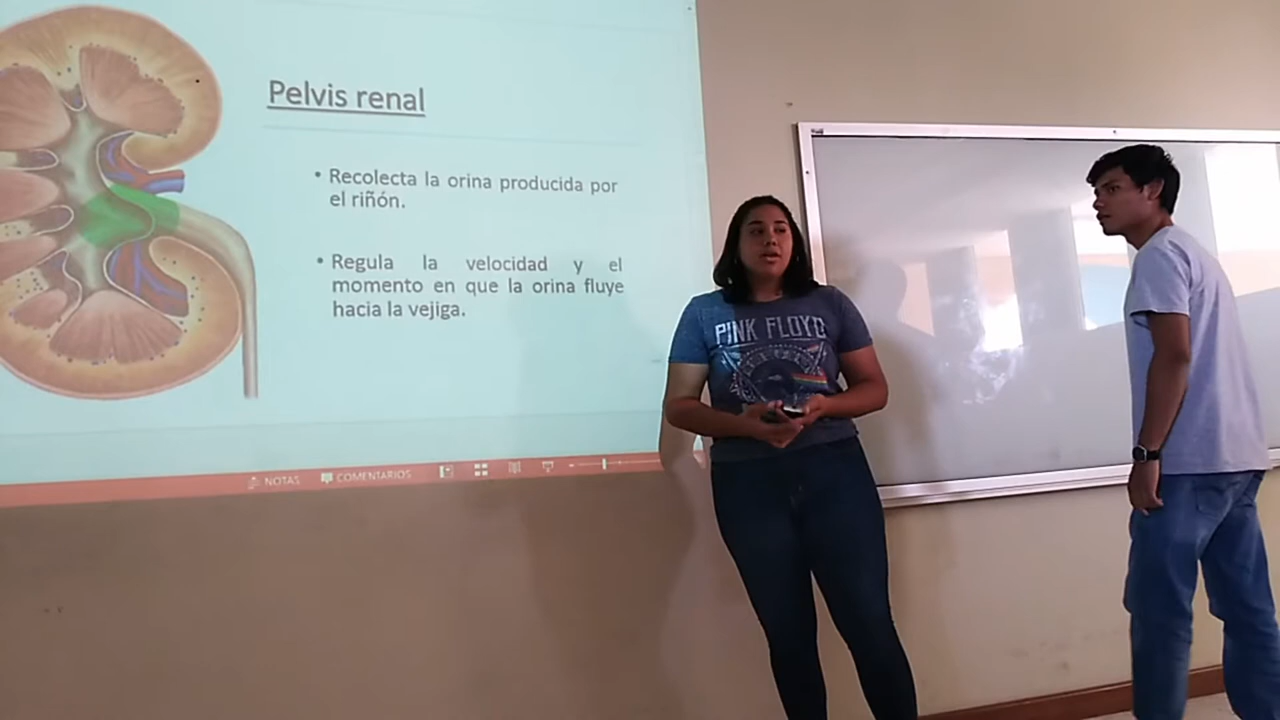 Pelvis renal
• Recolecta la orina producida por
el riñón.
• Regula la velocidad y el
momento en que la orina fluye
hacia la vejiga.
NOTAS
COMENTARIOS
PINK FLOYD